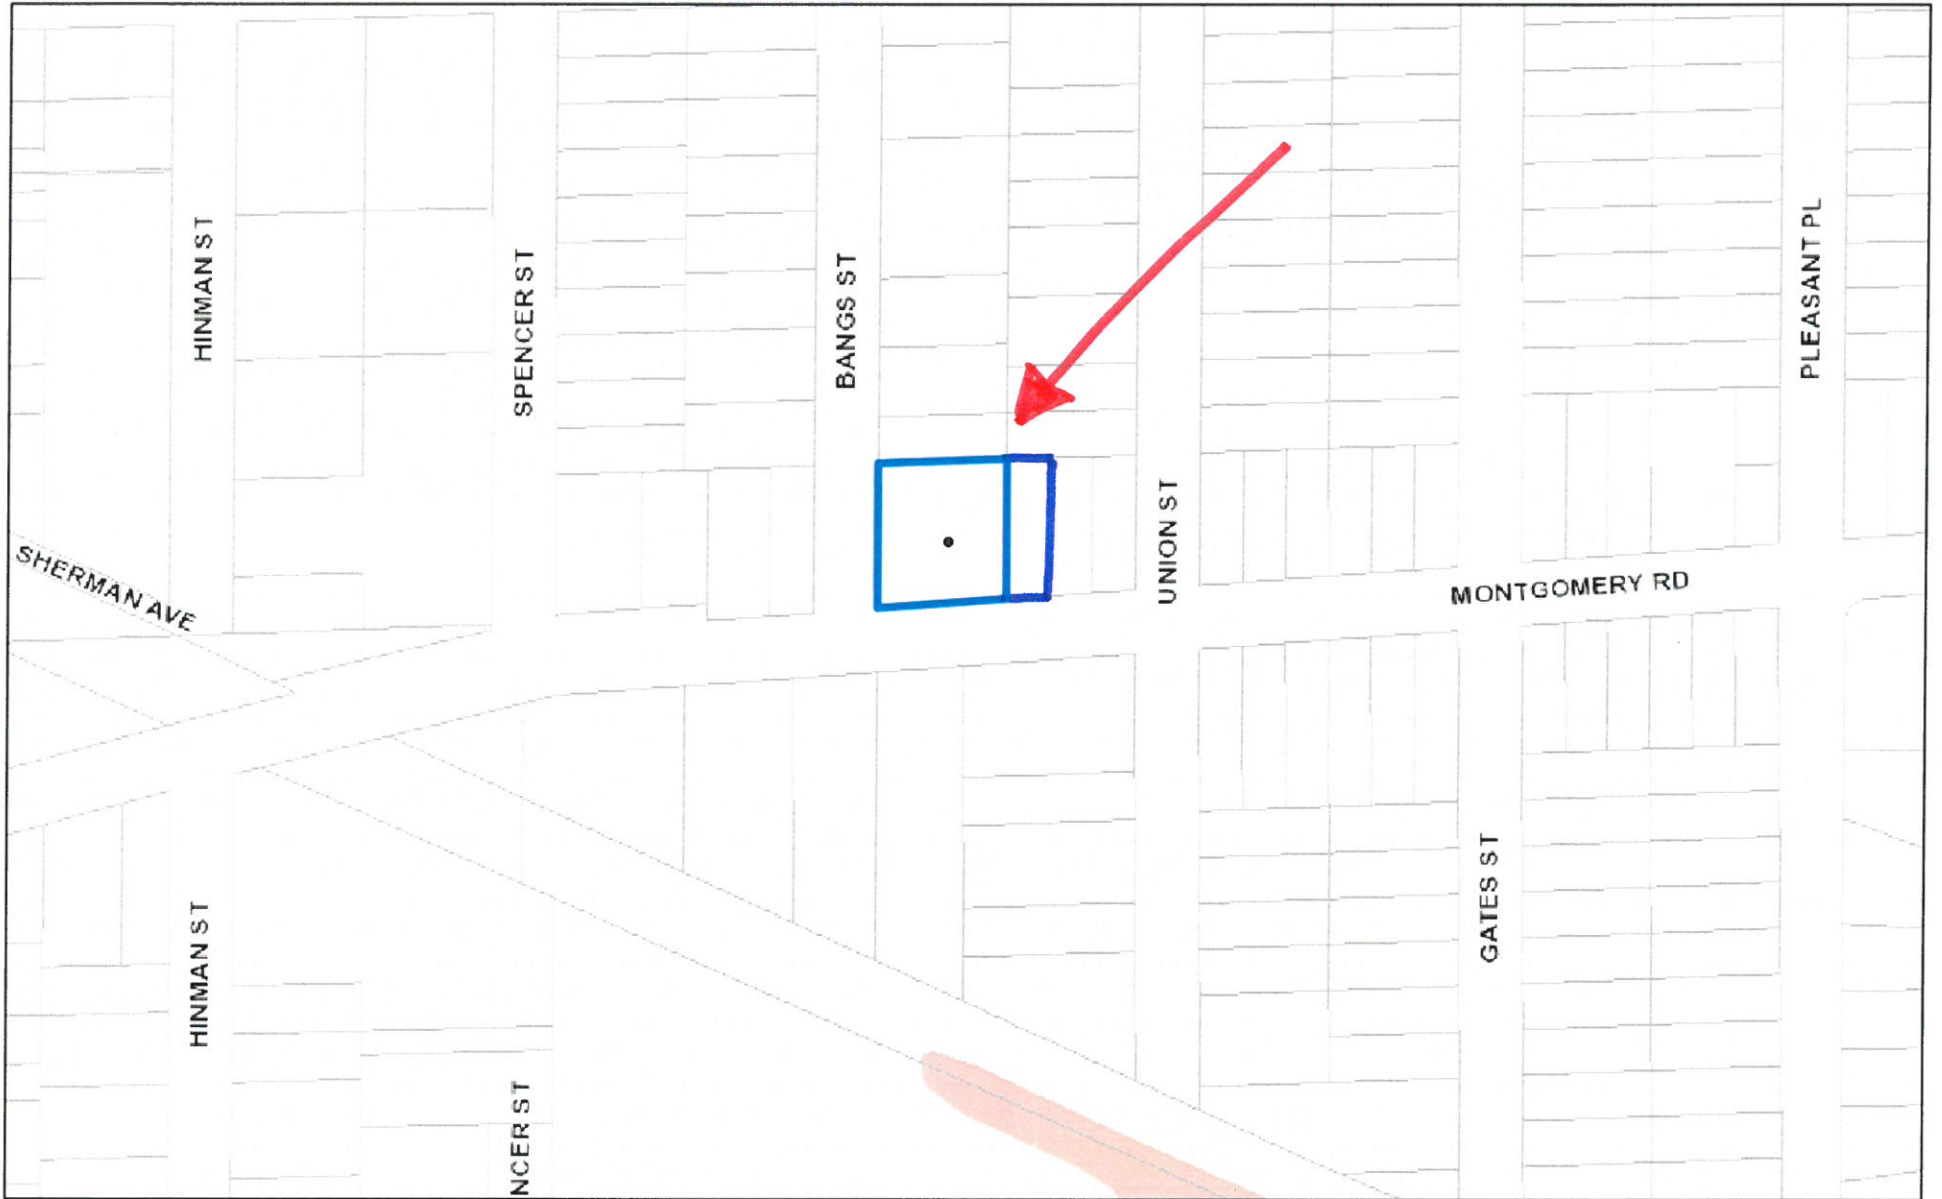 HINMAN ST
SPENCER ST
BANGS ST
PLEASANT PL
UNION ST
SHERMAN AVE
MONTGOMERY RD
GATES ST
HINMAN ST
NCER ST